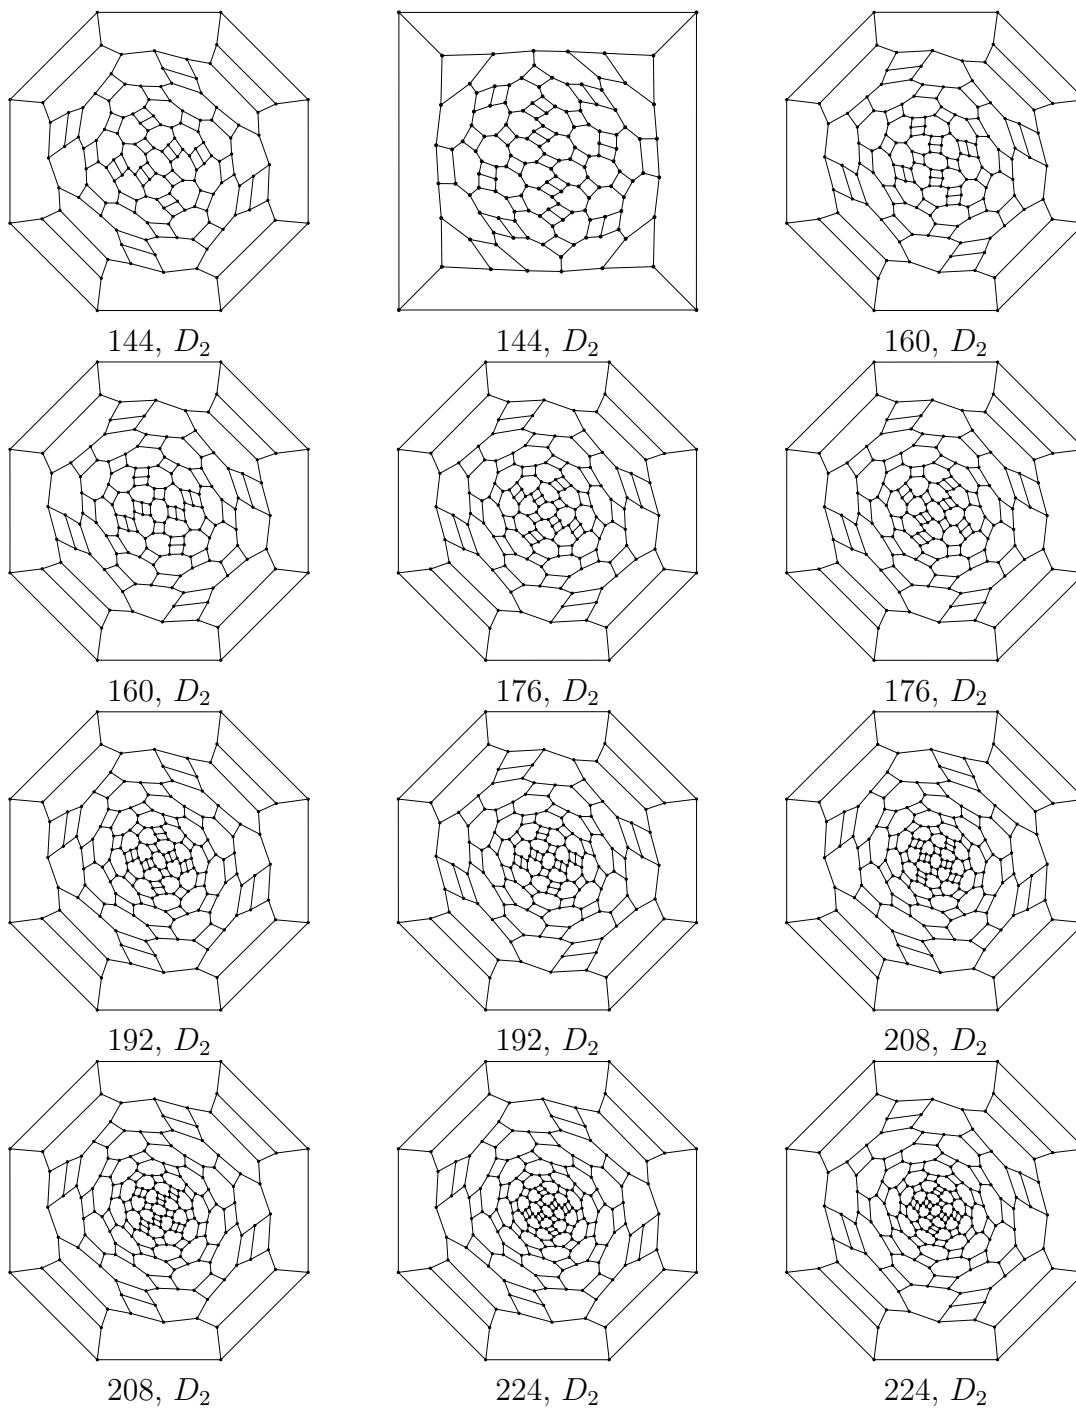 144, D₂ 144, D₂ 160, D₂
160, D₂ 176, D₂ 176, D₂
192, D₂ 192, D₂ 208, D₂
208, D₂ 224, D₂ 224, D₂